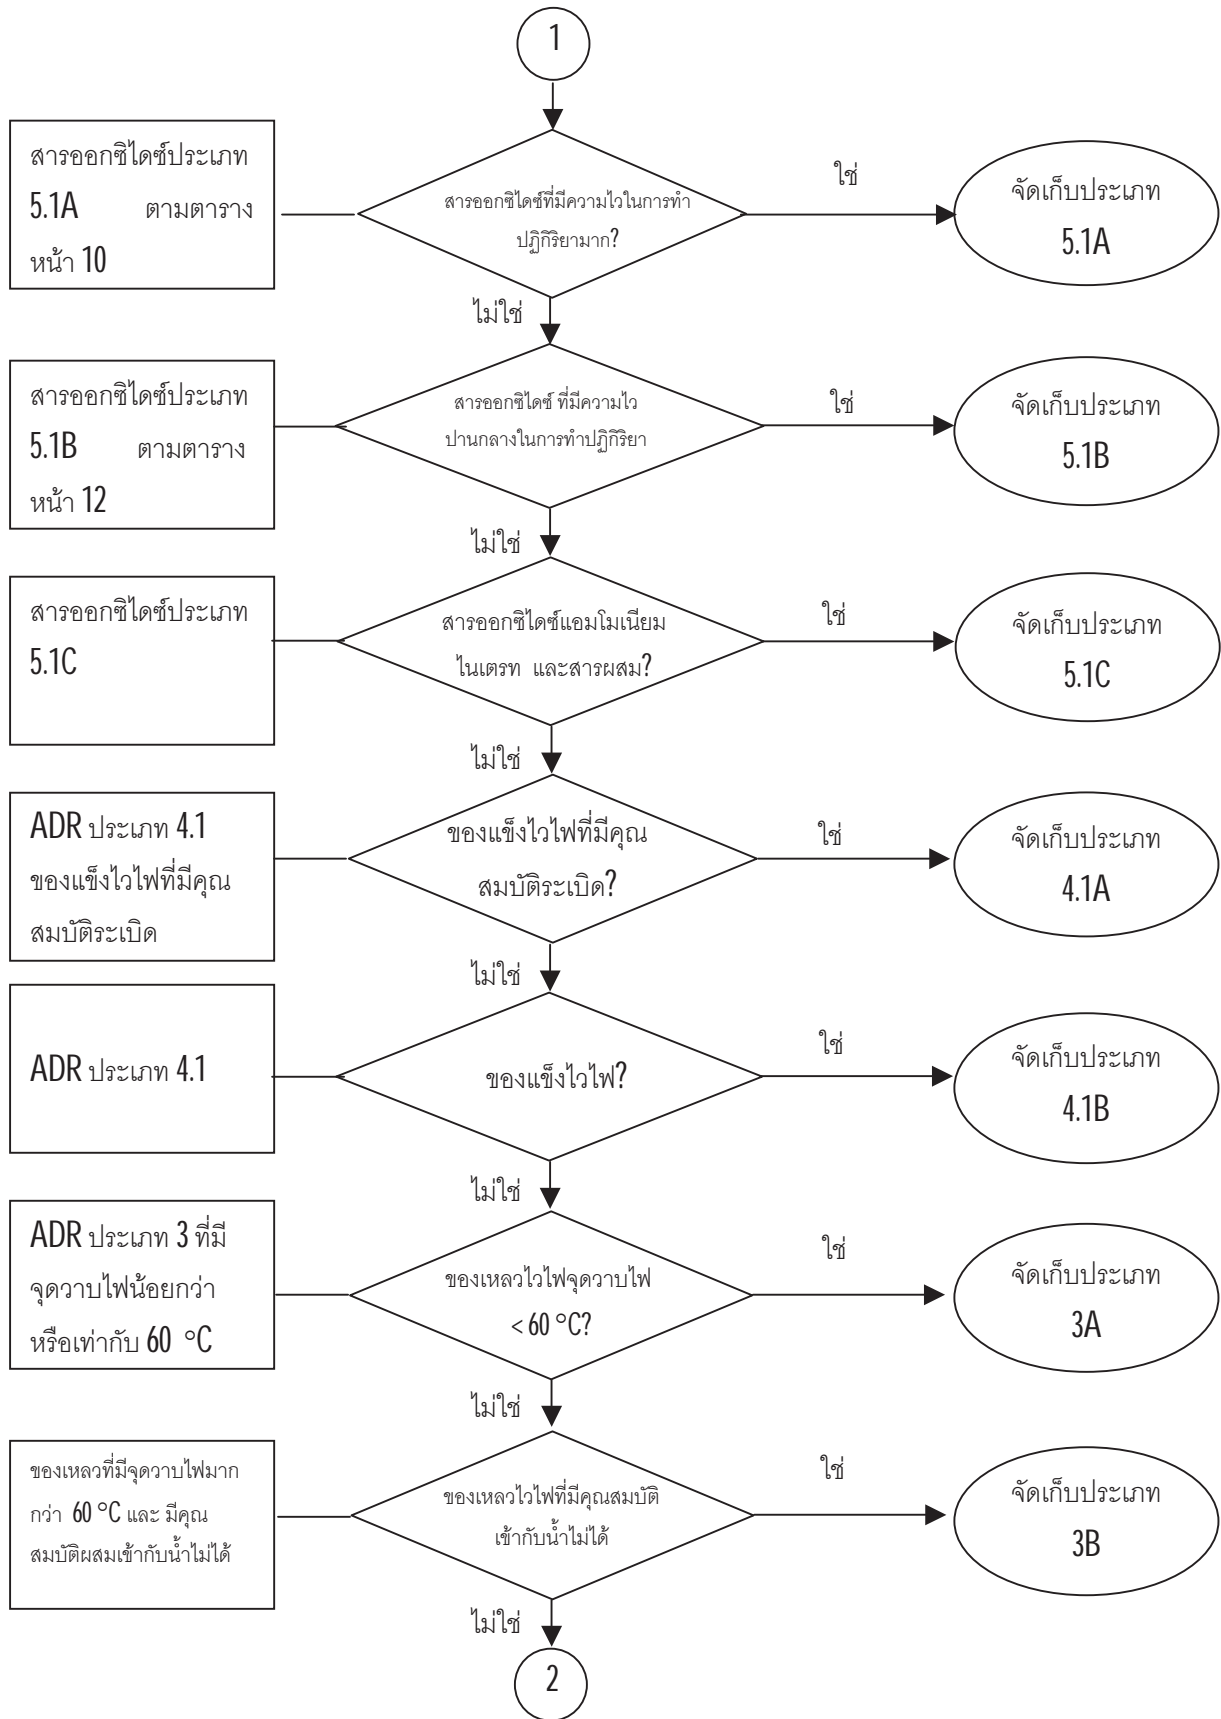 1
สารออกซิไดซ์ประเภท
5.1A ตามตาราง
หน้า 10
สารออกซิไดซ์ที่มีความไวในการทำ
ปฏิกิริยามาก?
ใช่
จัดเก็บประเภท
5.1A
ไม่ใช่
สารออกซิไดซ์ประเภท
5.1B ตามตาราง
หน้า 12
สารออกซิไดซ์ ที่มีความไว
ปานกลางในการทำปฏิกิริยา
ใช่
จัดเก็บประเภท
5.1B
ไม่ใช่
สารออกซิไดซ์ประเภท
5.1C
สารออกซิไดซ์แอมโมเนียม
ไนเตรท และสารผสม?
ใช่
จัดเก็บประเภท
5.1C
ไม่ใช่
ADR ประเภท 4.1
ของแข็งไวไฟที่มีคุณ
สมบัติระเบิด
ของแข็งไวไฟที่มีคุณ
สมบัติระเบิด?
ใช่
จัดเก็บประเภท
4.1A
ไม่ใช่
ADR ประเภท 4.1
ของแข็งไวไฟ?
ใช่
จัดเก็บประเภท
4.1B
ไม่ใช่
ADR ประเภท 3 ที่มี
จุดวาบไฟน้อยกว่า
หรือเท่ากับ 60 °C
ของเหลวไวไฟจุดวาบไฟ
< 60 °C?
ใช่
จัดเก็บประเภท
3A
ไม่ใช่
ของเหลวที่มีจุดวาบไฟมาก
กว่า 60 °C และ มีคุณ
สมบัติผสมเข้ากับน้ำไม่ได้
ของเหลวไวไฟที่มีคุณสมบัติ
เข้ากับน้ำไม่ได้
ใช่
จัดเก็บประเภท
3B
ไม่ใช่
2